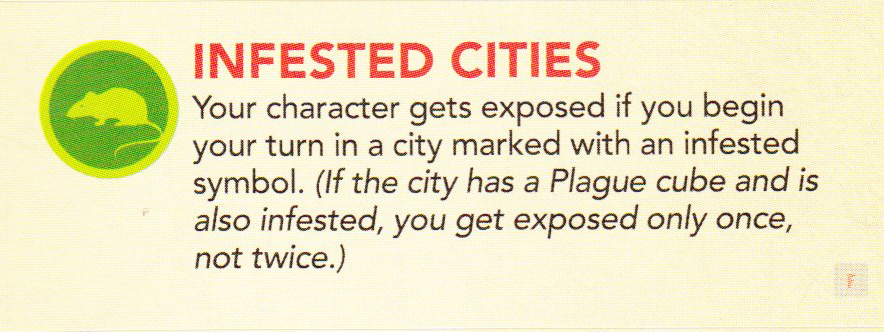 INFESTED CITIES
Your character gets exposed if you begin
your turn in a city marked with an infested
symbol. (If the city has a Plague cube and is
also infested, you get exposed only once,
not twice.)